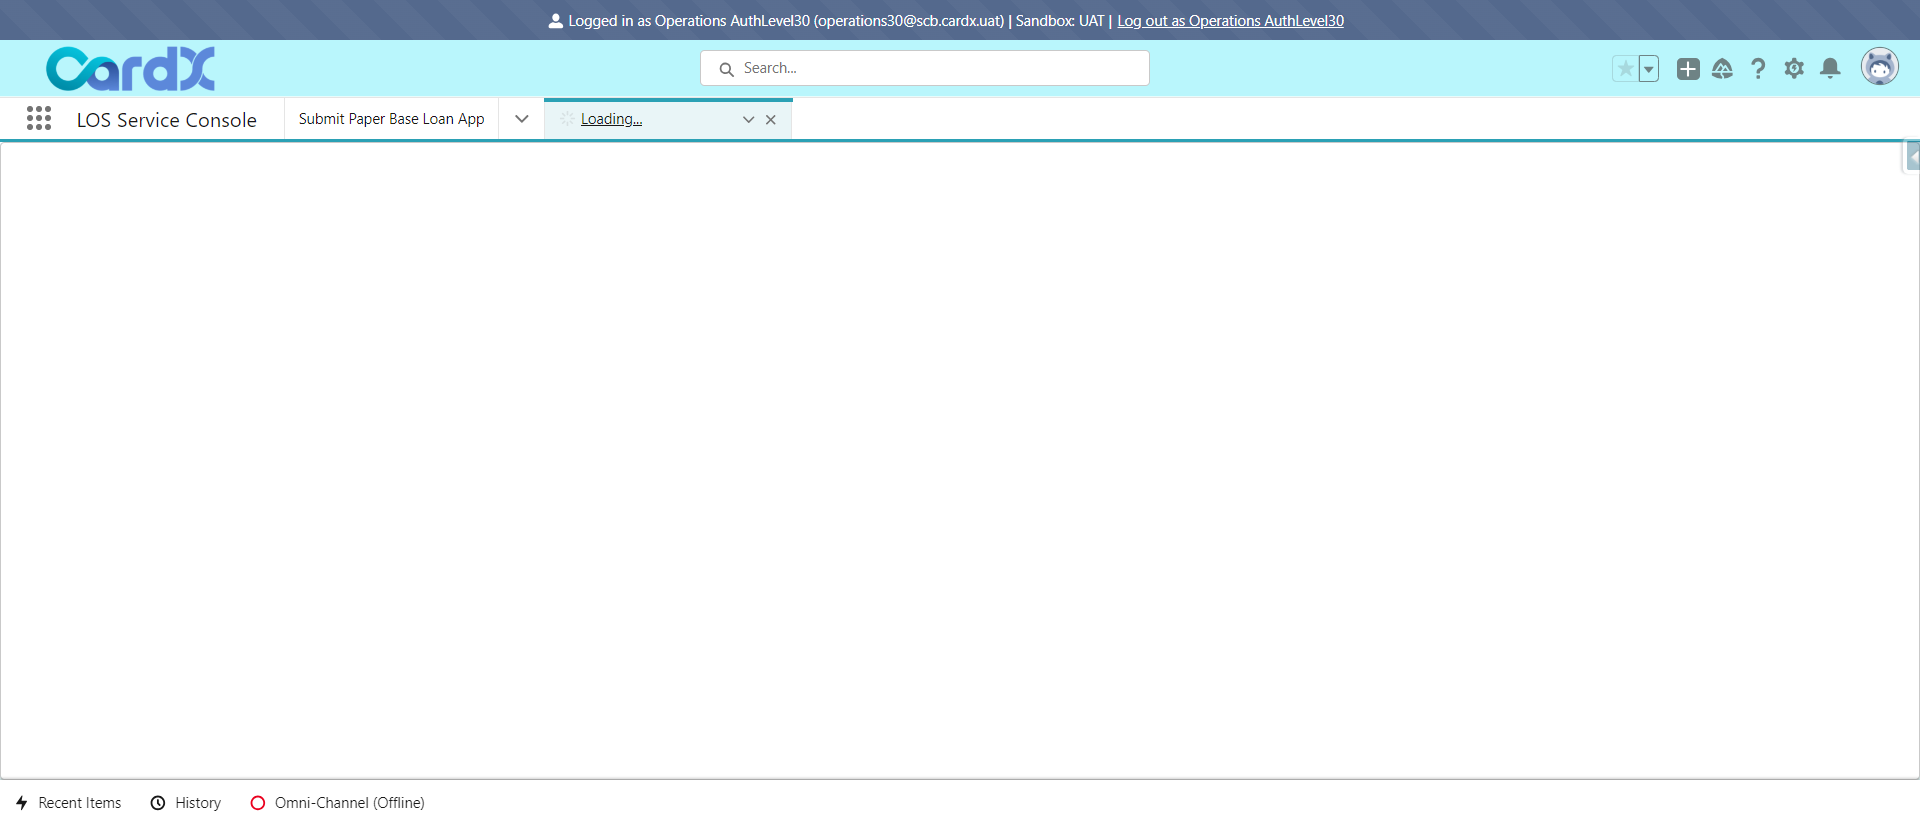 Logged in as Operations AuthLevel30 (operations30@scb.cardx.uat) | Sandbox: UAT | Log out as Operations AuthLevel30
CardX
Search...
LOS Service Console
Submit Paper Base Loan App
Loading...
Recent Items
History
Omni-Channel (Offline)